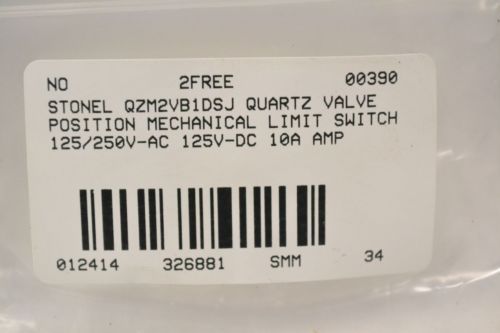 NO 2FREE 00390
STONEL QZM2VB1DSJ QUARTZ VALVE
POSITION MECHANICAL LIMIT SWITCH
125/250V-AC 125V-DC 10A AMP
012414 326881 SMM 34